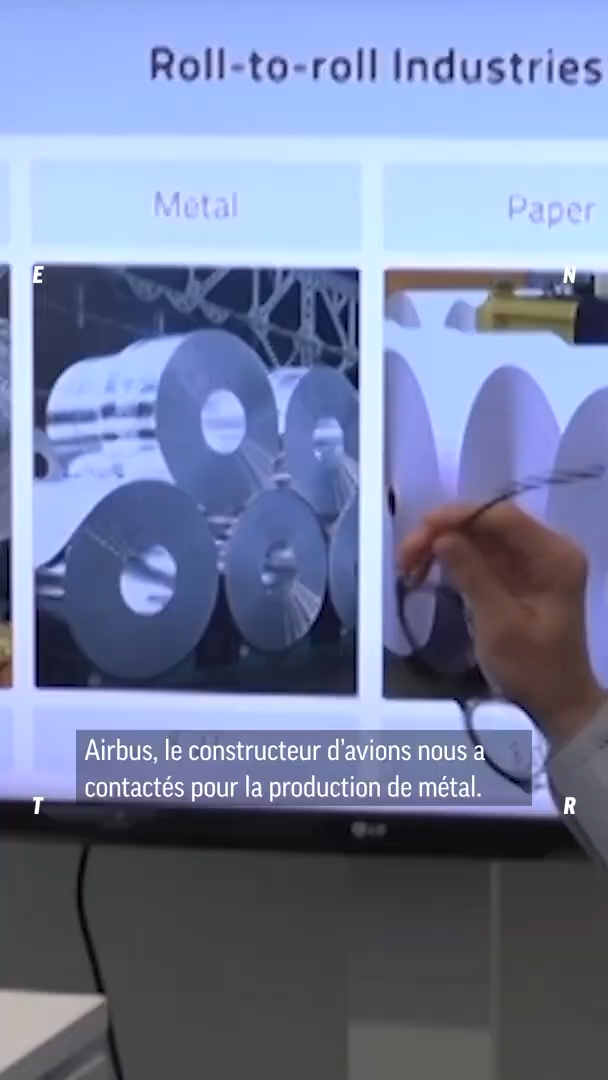 Roll-to-roll Industries
Metal
Paper
E
N
Airbus, le constructeur d'avions nous a
contactés pour la production de métal.
T
R
LG